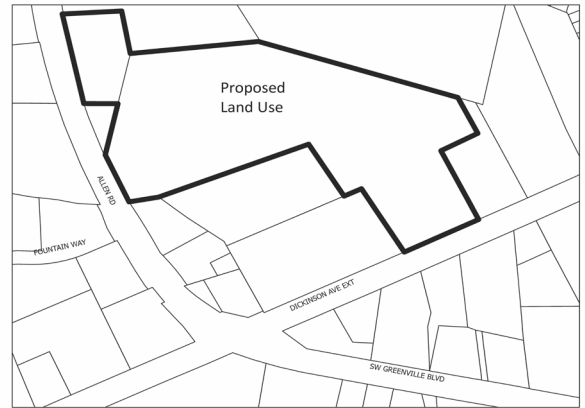 Proposed
Land Use
ALLEN RD
FOUNTAIN WAY
DICKINSON AVE EXT
SW GREENVILLE BLVD